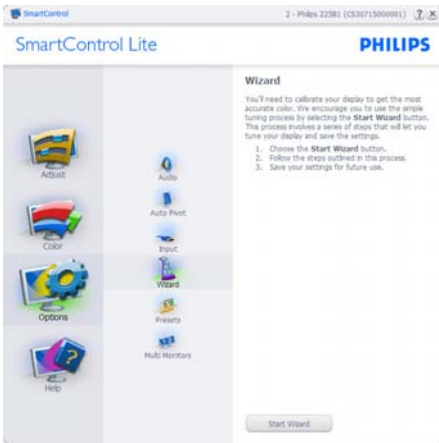 SmartControl
2 - Philips 225B1 (CS30715000001)
SmartControl Lite
PHILIPS
Adjust
Color
Options
Help
Audio
Auto Pivot
Input
Wizard
Presets
Multi Monitors
Wizard
You'll need to calibrate your display to get the most
accurate color. We encourage you to use the simple
tuning process by selecting the Start Wizard button.
This process involves a series of steps that will let you
tune your display and save the settings.
1. Choose the Start Wizard button.
2. Follow the steps outlined in this process.
3. Save your settings for future use.
Start Wizard